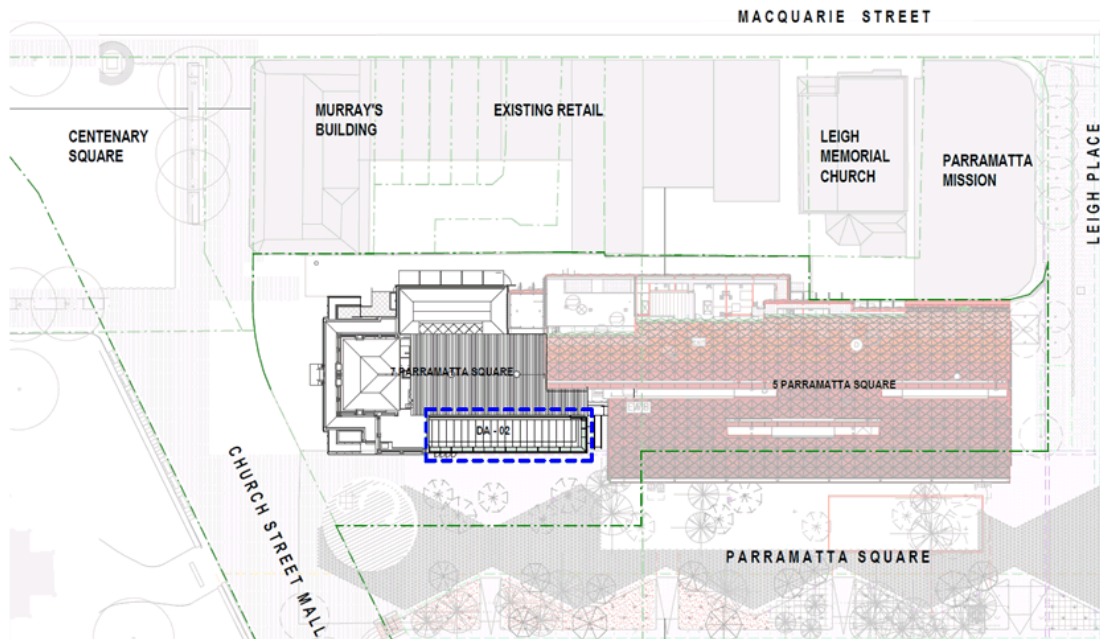 MACQUARIE STREET
CENTENARY
SQUARE
MURRAY'S
BUILDING
EXISTING RETAIL
LEIGH
MEMORIAL
CHURCH
PARRAMATTA
MISSION
LEIGH PLACE
7 PARRAMATTA SQUARE
5 PARRAMATTA SQUARE
DA - 02
CHURCH STREET MALL
PARRAMATTA SQUARE